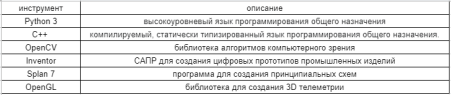 инструмент описание
Python 3 высокоуровневый язык программирования общего назначения
C++ компилируемый, статически типизированный язык программирования общего назначения.
OpenCV библиотека алгоритмов компьютерного зрения
Inventor САПР для создания цифровых прототипов промышленных изделий
Splan 7 программа для создания принципиальных схем
OpenGL библиотека для создания 3D телеметрии